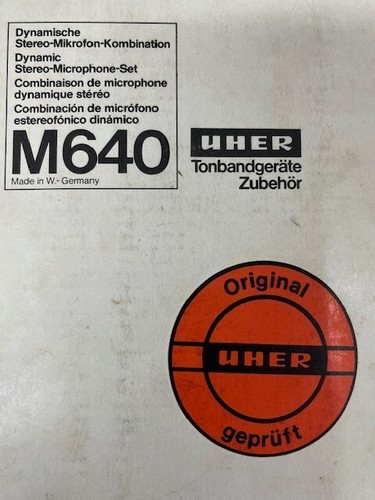 Dynamische
Stereo-Mikrofon-Kombination
Dynamic
Stereo-Microphone-Set
Combinaison de microphone
dynamique stéréo
Combinación de micrófono
estereofónico dinámico
M640
Made in W.- Germany
UHER
Tonbandgeräte
Zubehör
Original
UHER
geprüft